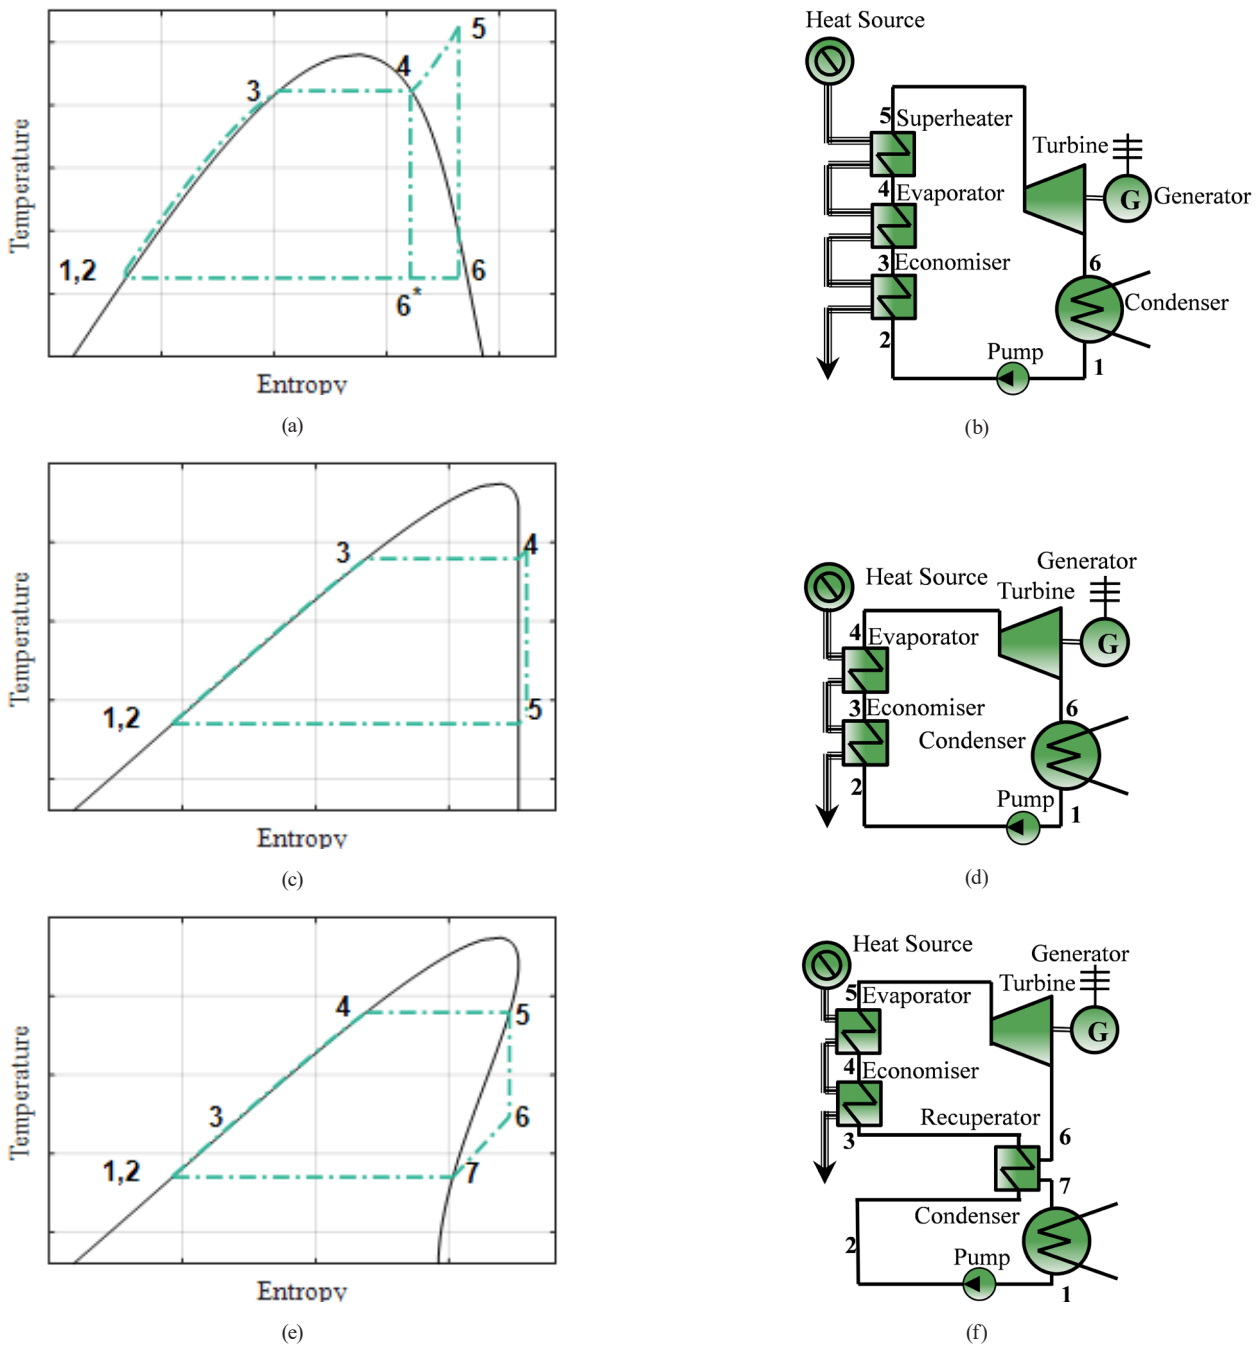 Heat Source
5
4
3
1,2
6
6*
Temperature
Entropy
(a)
5 Superheater
Turbine
4 Evaporator
G Generator
3 Economiser
6
Condenser
2
Pump
1
(b)
3
4
1,2
5
Temperature
Entropy
(c)
Heat Source
Generator
Turbine
4 Evaporator
G
3 Economiser
6
Condenser
2
Pump
1
(d)
4
5
3
6
1,2
7
Temperature
Entropy
(e)
Heat Source
Generator
Turbine
5 Evaporator
G
4 Economiser
Recuperator
3
6
7
Condenser
2
Pump
1
(f)